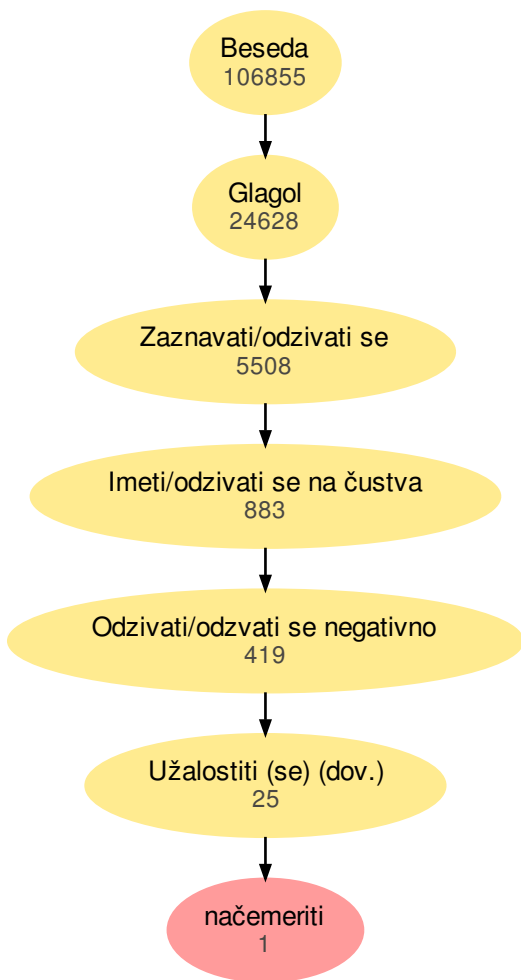 Beseda
106855
Glagol
24628
Zaznavati/odzivati se
5508
Imeti/odzivati se na čustva
883
Odzivati/odzvati se negativno
419
Užalostiti (se) (dov.)
25
načemeriti
1